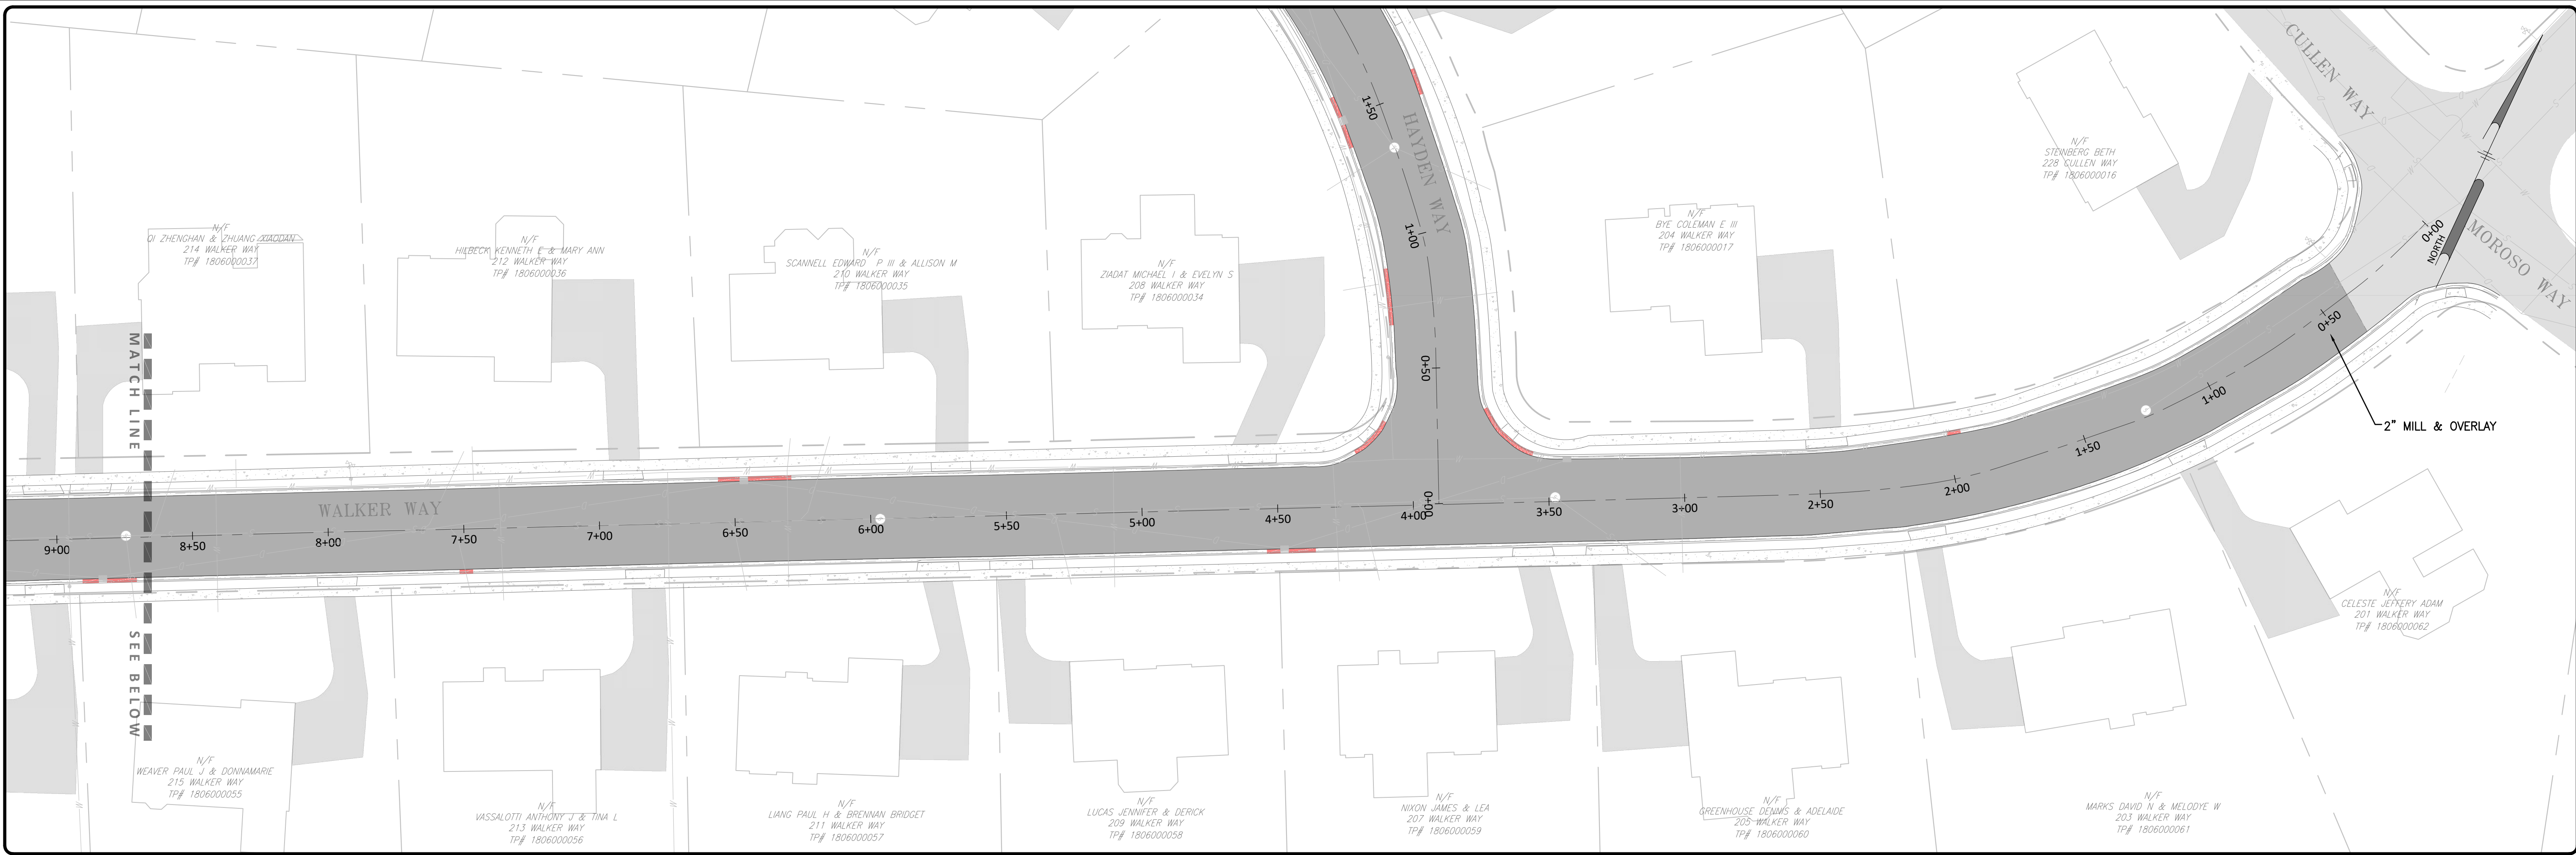 CULLEN WAY
MOROSO WAY
NORTH
HAYDEN WAY
1+50
1+00
0+50
0+00
N/F
STEINBERG BETH
228 CULLEN WAY
TP# 1806000016
N/F
BYE COLEMAN E III
204 WALKER WAY
TP# 1806000017
N/F
ZIADAT MICHAEL I & EVELYN S
208 WALKER WAY
TP# 1806000034
N/F
SCANNELL EDWARD P III & ALLISON M
210 WALKER WAY
TP# 1806000035
N/F
HILBECK KENNETH E & MARY ANN
212 WALKER WAY
TP# 1806000036
N/F
QI ZHENGHAN & ZHUANG XIAODAN
214 WALKER WAY
TP# 1806000037
MATCH LINE
SEE BELOW
WALKER WAY
9+00
8+50
8+00
7+50
7+00
6+50
6+00
5+50
5+00
4+50
4+00
3+50
3+00
2+50
2+00
1+50
1+00
0+50
0+00
2" MILL & OVERLAY
N/F
CELESTE JEFFERY ADAM
201 WALKER WAY
TP# 1806000062
N/F
WEAVER PAUL J & DONNAMARIE
215 WALKER WAY
TP# 1806000055
N/F
VASSALOTTI ANTHONY J & TINA L
213 WALKER WAY
TP# 1806000056
N/F
LIANG PAUL H & BRENNAN BRIDGET
211 WALKER WAY
TP# 1806000057
N/F
LUCAS JENNIFER & DERICK
209 WALKER WAY
TP# 1806000058
N/F
NIXON JAMES & LEA
207 WALKER WAY
TP# 1806000059
N/F
GREENHOUSE DENNIS & ADELAIDE
205 WALKER WAY
TP# 1806000060
N/F
MARKS DAVID N & MELODYE W
203 WALKER WAY
TP# 1806000061